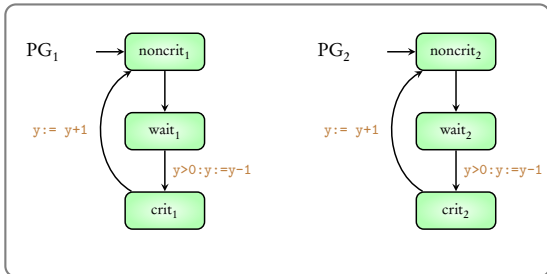 PG₁ noncrit₁
wait₁
y:= y+1
y>0:y:=y−1
crit₁
PG₂ noncrit₂
wait₂
y:= y+1
y>0:y:=y−1
crit₂